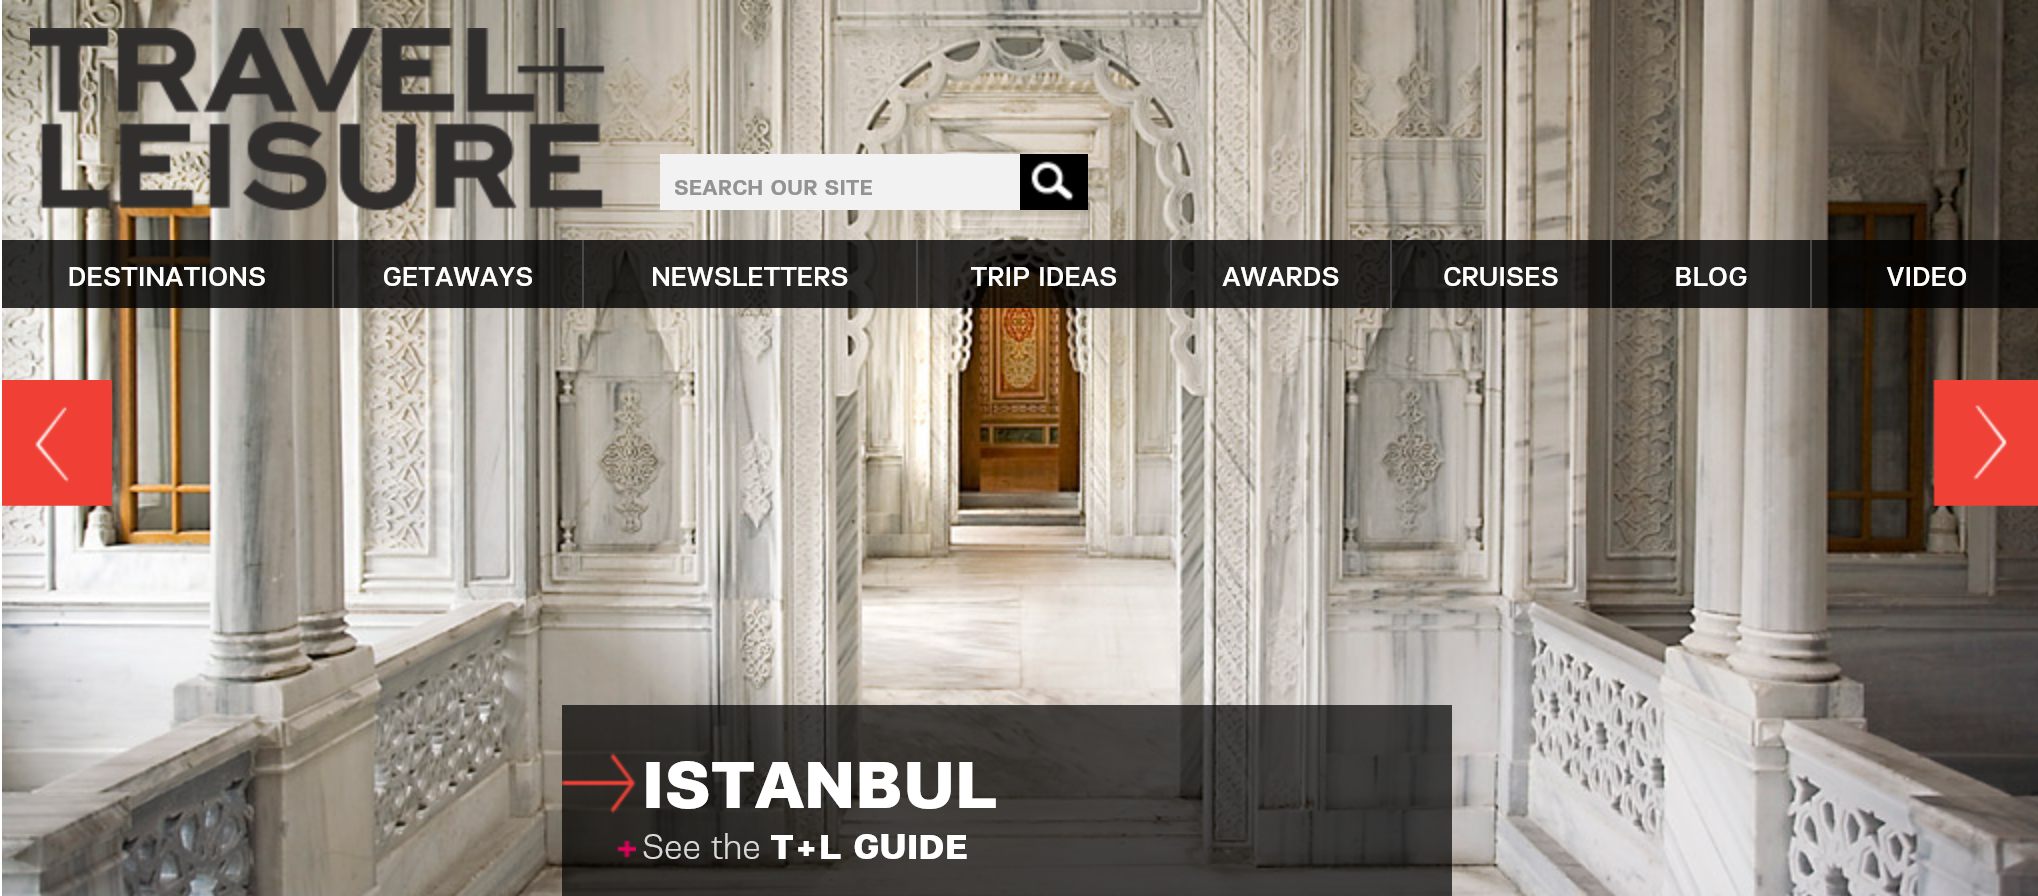 TRAVEL+
LEISURE
SEARCH OUR SITE
DESTINATIONS GETAWAYS NEWSLETTERS TRIP IDEAS AWARDS CRUISES BLOG VIDEO
ISTANBUL
+ See the T+L GUIDE